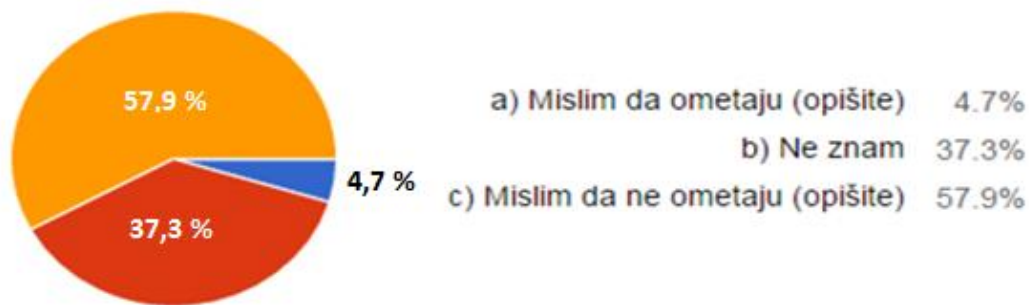 57,9 %
4,7 %
37,3 %
a) Mislim da ometaju (opišite) 4.7%
b) Ne znam 37.3%
c) Mislim da ne ometaju (opišite) 57.9%